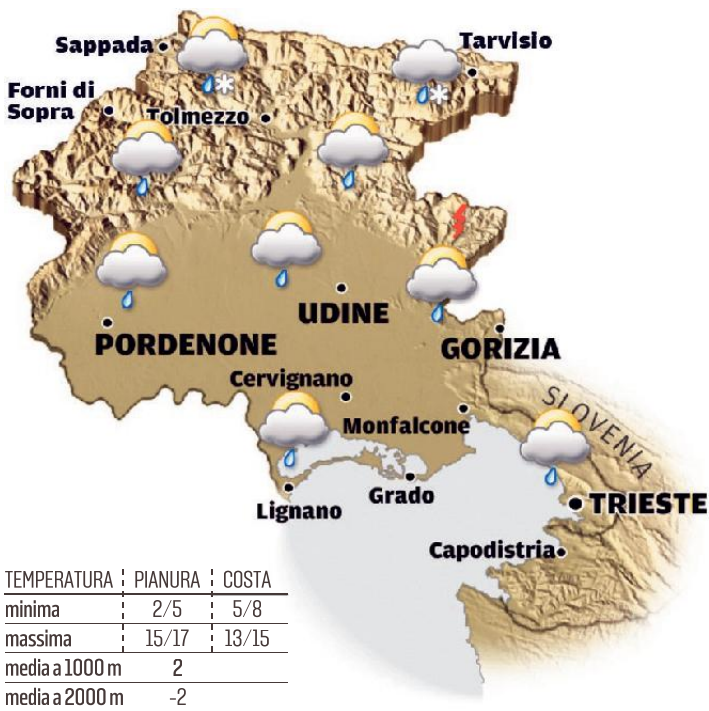 Sappada
Tarvisio
Forni di
Sopra
Tolmezzo
UDINE
PORDENONE
GORIZIA
Cervignano
SLOVENIA
Monfalcone
Grado
TRIESTE
Lignano
Capodistria
TEMPERATURA PIANURA COSTA
minima 2/5 5/8
massima 15/17 13/15
media a 1000 m 2
media a 2000 m -2